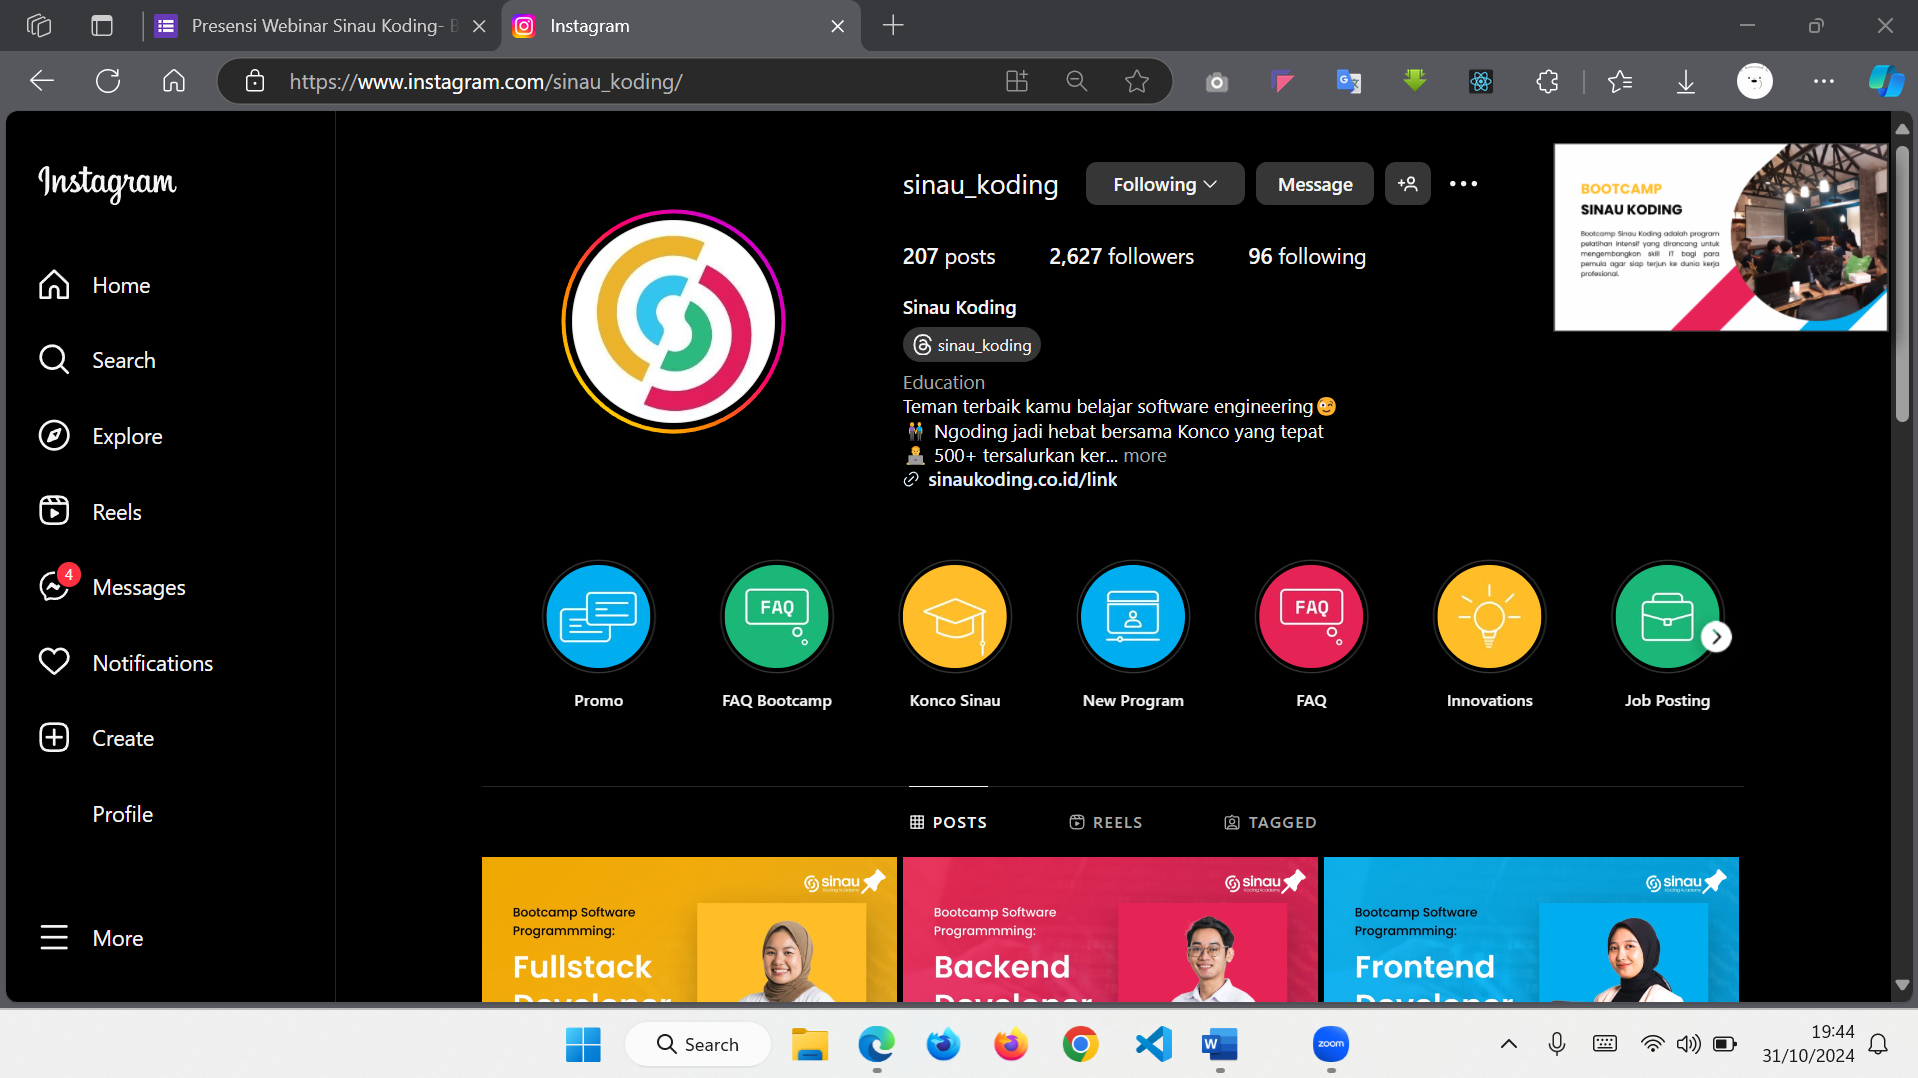 Presensi Webinar Sinau Koding- B
Instagram
https://www.instagram.com/sinau_koding/
Instagram
Home
Search
Explore
Reels
4
Messages
Notifications
Create
Profile
More
sinau_koding
Following
Message
207 posts
2,627 followers
96 following
Sinau Koding
sinau_koding
Education
Teman terbaik kamu belajar software engineering😉
👫 Ngoding jadi hebat bersama Konco yang tepat
🧑‍💻 500+ tersalurkan ker... more
sinaukoding.co.id/link
BOOTCAMP
SINAU KODING
Bootcamp Sinau Koding adalah program
pelatihan intensif yang dirancang untuk
mengembangkan skill IT bagi para
pemula agar siap terjun ke dunia kerja
profesional.
FAQ
FAQ
Promo
FAQ Bootcamp
Konco Sinau
New Program
FAQ
Innovations
Job Posting
POSTS
REELS
TAGGED
sinau
Bootcamp Software
Programmming:
Fullstack
Developer
sinau
Bootcamp Software
Programmming:
Backend
Developer
sinau
Bootcamp Software
Programmming:
Frontend
Developer
Search
W
zoom
19:44
31/10/2024